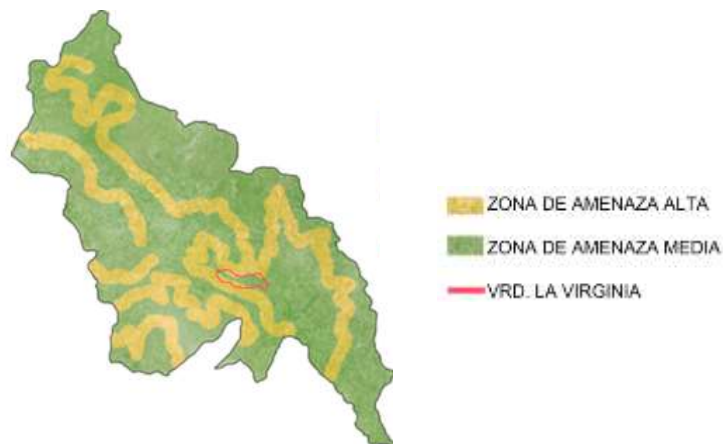 ZONA DE AMENAZA ALTA
ZONA DE AMENAZA MEDIA
VRD. LA VIRGINIA